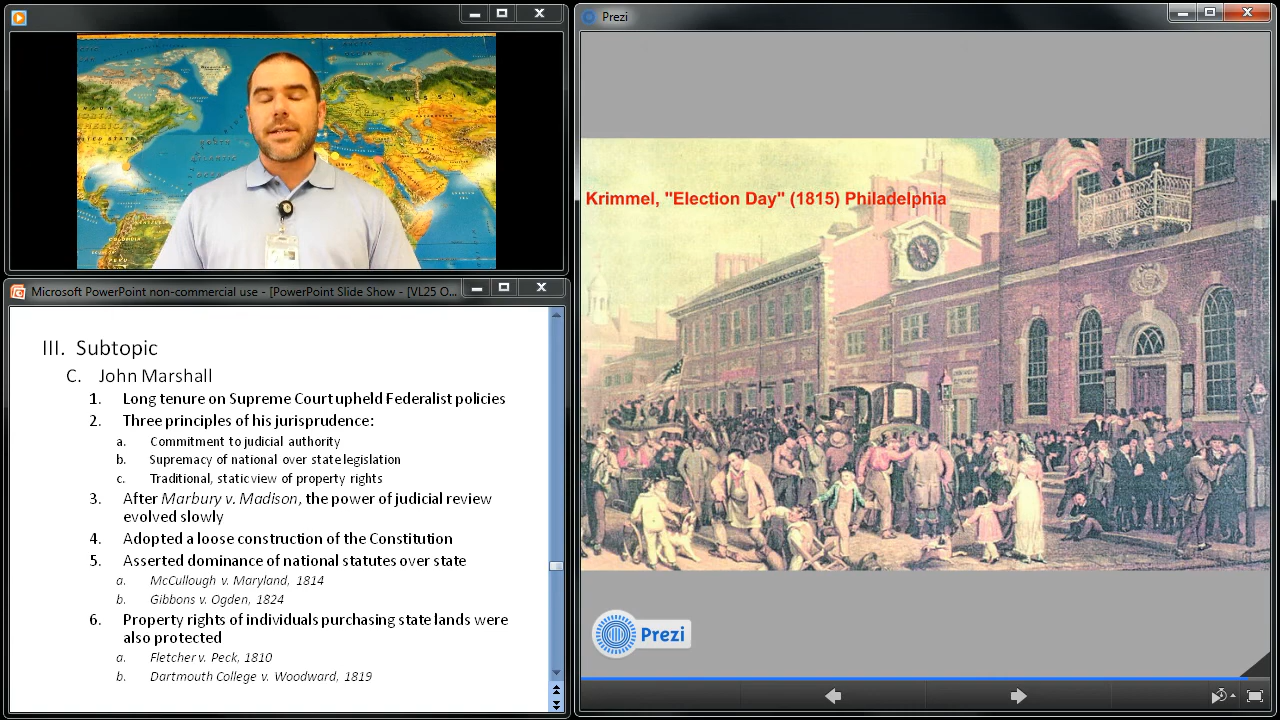 Prezi
Krimmel, "Election Day" (1815) Philadelphia
Microsoft PowerPoint non-commercial use - [PowerPoint Slide Show - [VL25 O...
III. Subtopic
C. John Marshall
1. Long tenure on Supreme Court upheld Federalist policies
2. Three principles of his jurisprudence:
a. Commitment to judicial authority
b. Supremacy of national over state legislation
c. Traditional, static view of property rights
3. After Marbury v. Madison, the power of judicial review
evolved slowly
4. Adopted a loose construction of the Constitution
5. Asserted dominance of national statutes over state
a. McCullough v. Maryland, 1814
b. Gibbons v. Ogden, 1824
6. Property rights of individuals purchasing state lands were
also protected
a. Fletcher v. Peck, 1810
b. Dartmouth College v. Woodward, 1819
Prezi